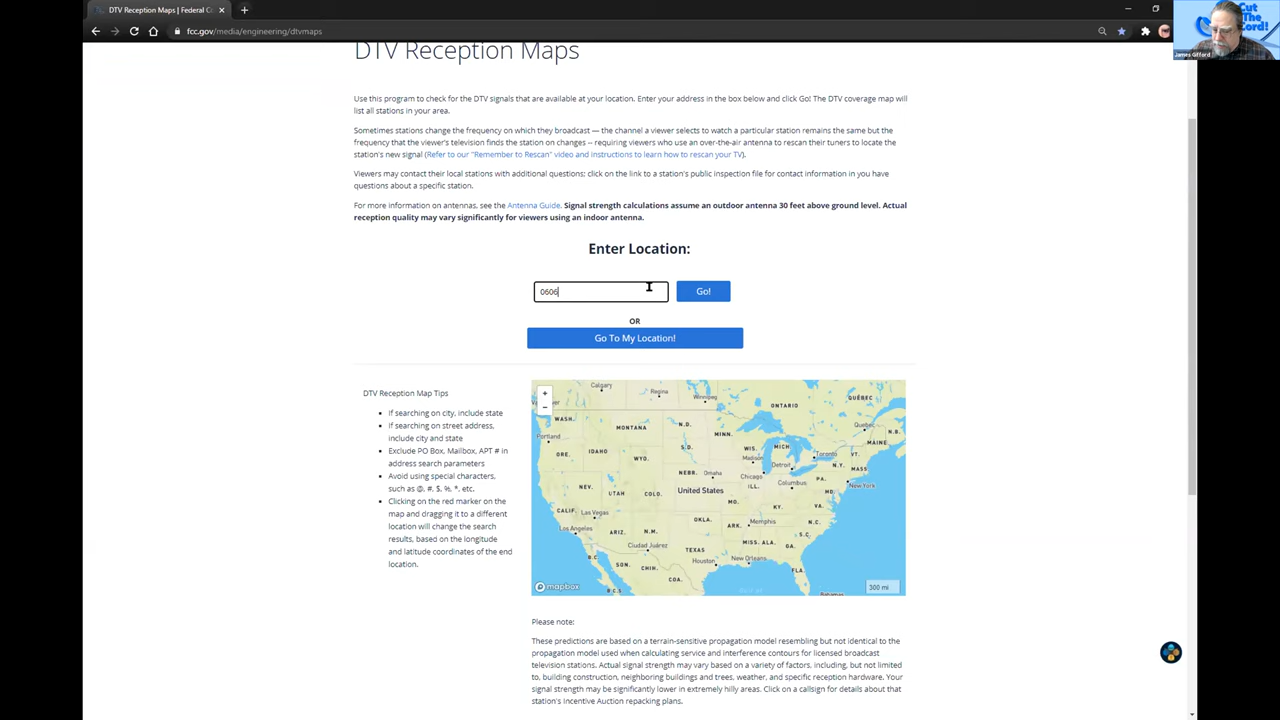 DTV Reception Maps | Federal C
fcc.gov/media/engineering/dtvmaps
Cut
The
Cord!
James Gifford
DTV Reception Maps
Use this program to check for the DTV signals that are available at your location. Enter your address in the box below and click Go! The DTV coverage map will
list all stations in your area.
Sometimes stations change the frequency on which they broadcast — the channel a viewer selects to watch a particular station remains the same but the
frequency that the viewer's television finds the station on changes -- requiring viewers who use an over-the-air antenna to rescan their tuners to locate the
station's new signal (Refer to our "Remember to Rescan" video and instructions to learn how to rescan your TV).
Viewers may contact their local stations with additional questions; click on the link to a station's public inspection file for contact information in you have
questions about a specific station.
For more information on antennas, see the Antenna Guide. Signal strength calculations assume an outdoor antenna 30 feet above ground level. Actual
reception quality may vary significantly for viewers using an indoor antenna.
Enter Location:
0606
Go!
OR
Go To My Location!
DTV Reception Map Tips
If searching on city, include state
If searching on street address,
include city and state
Exclude PO Box, Mailbox, APT # in
address search parameters
Avoid using special characters,
such as @, #, $, %, *, etc.
Clicking on the red marker on the
map and dragging it to a different
location will change the search
results, based on the longitude
and latitude coordinates of the end
location.
+
−
Calgary
Regina
Winnipeg
ONTARIO
QUÉBEC
WASH.
MONTANA
N.D.
MINN.
Quebec
N.B.
Portland
MAINE
ORE.
IDAHO
S.D.
WIS.
MICH.
Toronto
VT.
WYO.
Madison
Detroit
MASS.
NEBR.
Omaha
Chicago
PA.
New York
NEV.
UTAH
COLO.
United States
ILL.
Columbus
MO.
KY.
VA.
CALIF.
Las Vegas
OKLA.
ARK.
Memphis
N.C.
Los Angeles
ARIZ.
N.M.
S.C.
Ciudad Juárez
TEXAS
MISS.
ALA.
GA.
B.C.
SON.
CHIH.
Houston
New Orleans
COA.
FLA.
B.C.S.
N.L.
Bahamas
mapbox
300 mi
Please note:
These predictions are based on a terrain-sensitive propagation model resembling but not identical to the
propagation model used when calculating service and interference contours for licensed broadcast
television stations. Actual signal strength may vary based on a variety of factors, including, but not limited
to, building construction, neighboring buildings and trees, weather, and specific reception hardware. Your
signal strength may be significantly lower in extremely hilly areas. Click on a callsign for details about that
station's Incentive Auction repacking plans.